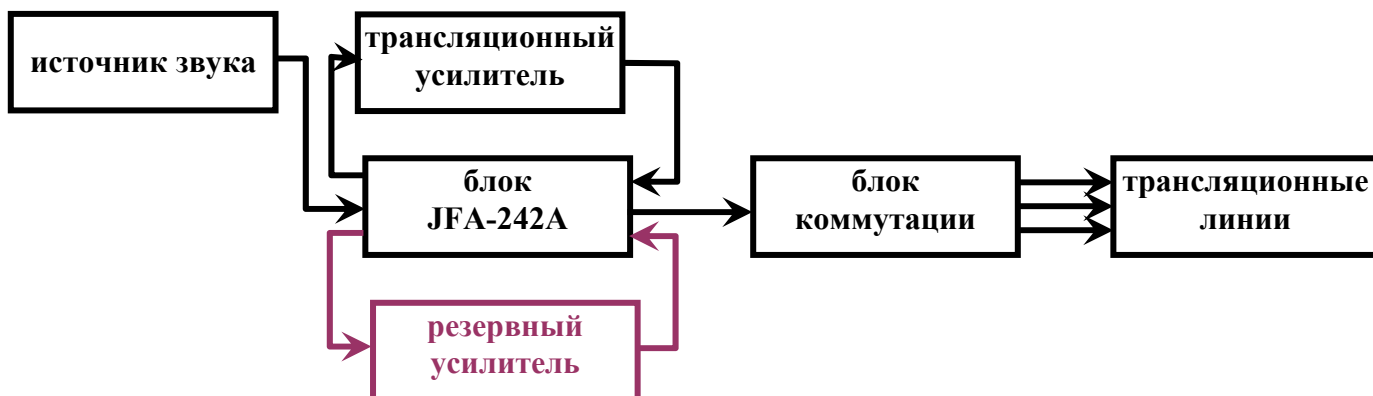 источник звука
трансляционный
усилитель
блок
JFA-242A
блок
коммутации
трансляционные
линии
резервный
усилитель